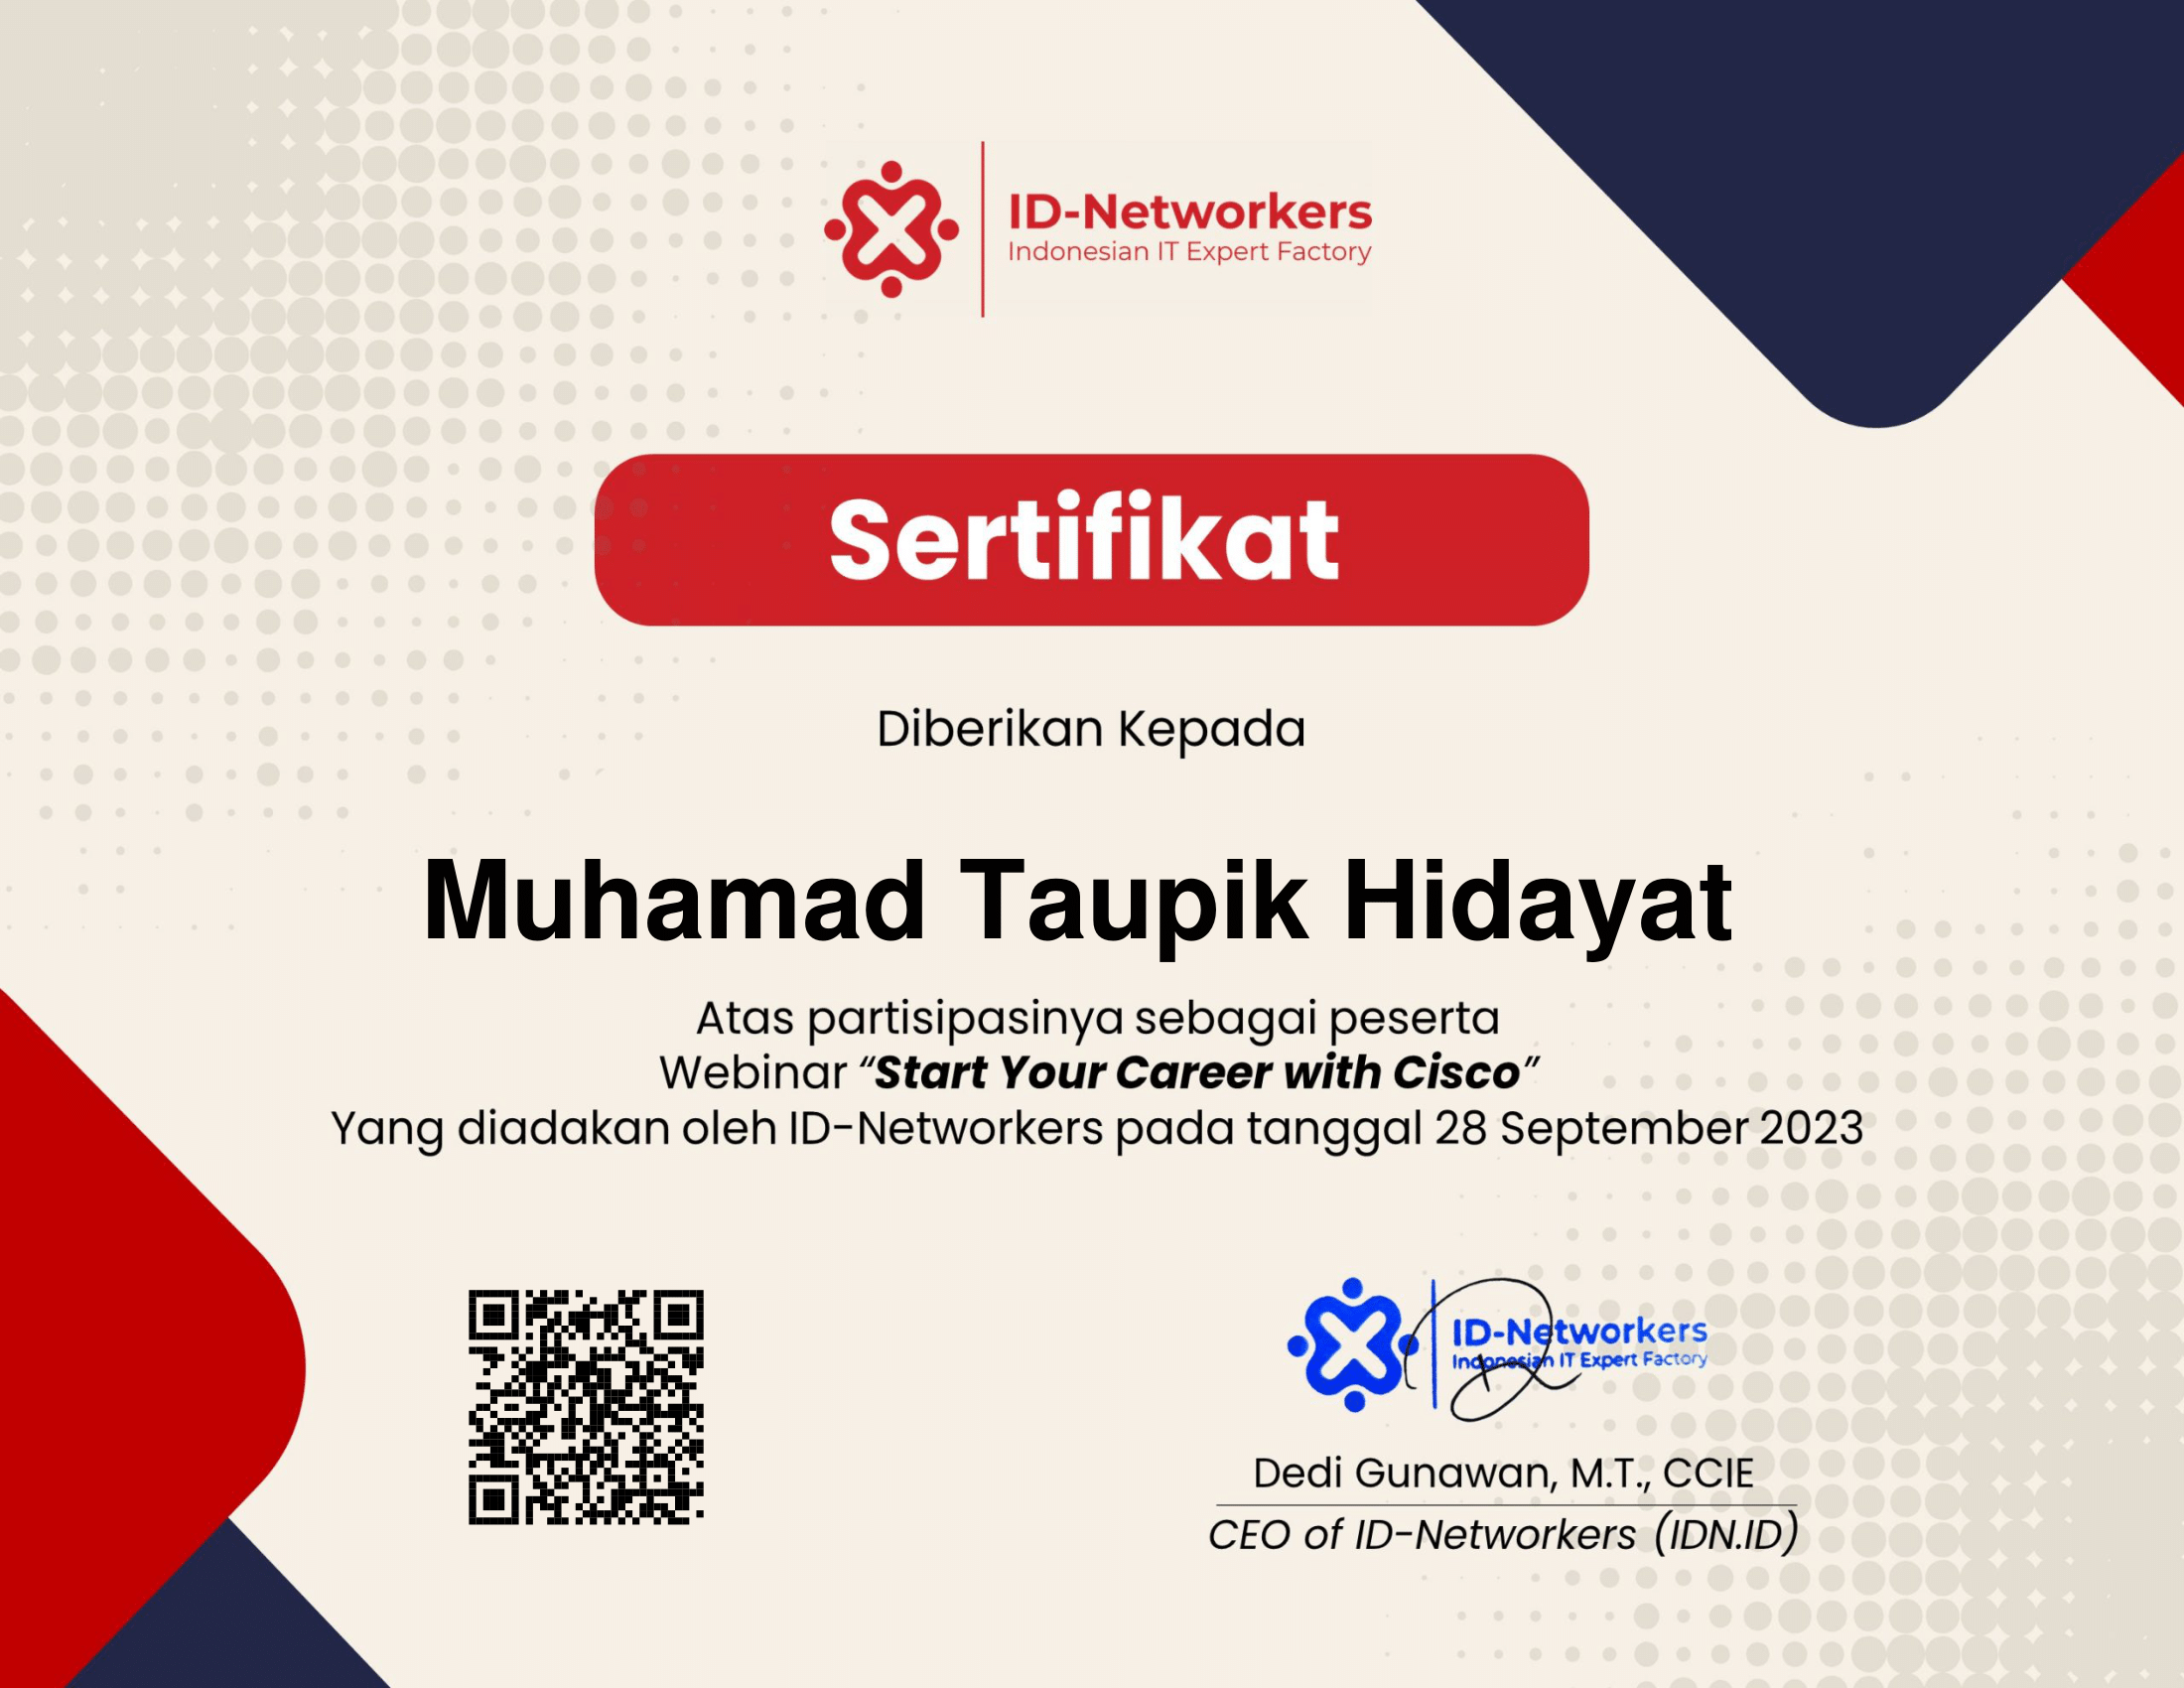 ID-Networkers
Indonesian IT Expert Factory
Sertifikat
Diberikan Kepada
Muhamad Taupik Hidayat
Atas partisipasinya sebagai peserta
Webinar “Start Your Career with Cisco”
Yang diadakan oleh ID-Networkers pada tanggal 28 September 2023
ID-Networkers
Indonesian IT Expert Factory
Dedi Gunawan, M.T., CCIE
CEO of ID-Networkers (IDN.ID)